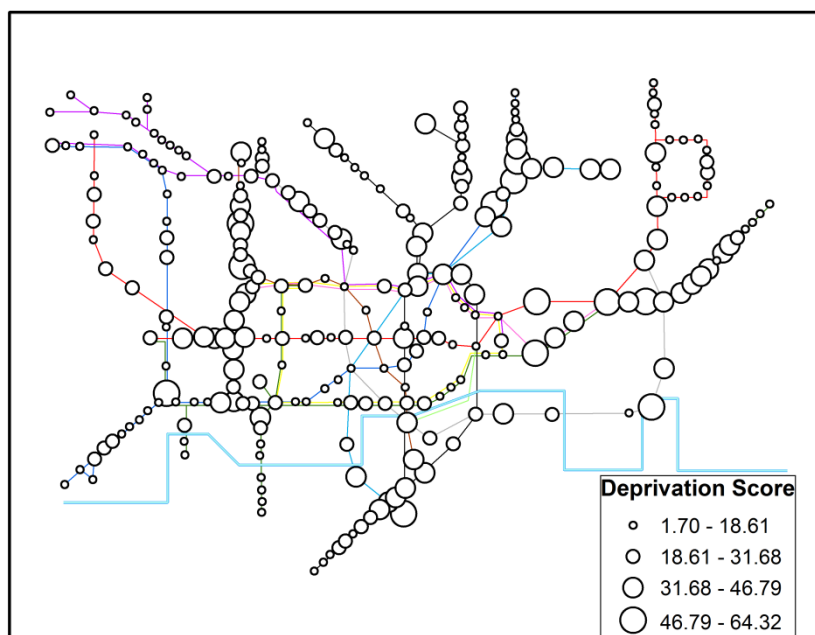 Deprivation Score
1.70 - 18.61
18.61 - 31.68
31.68 - 46.79
46.79 - 64.32